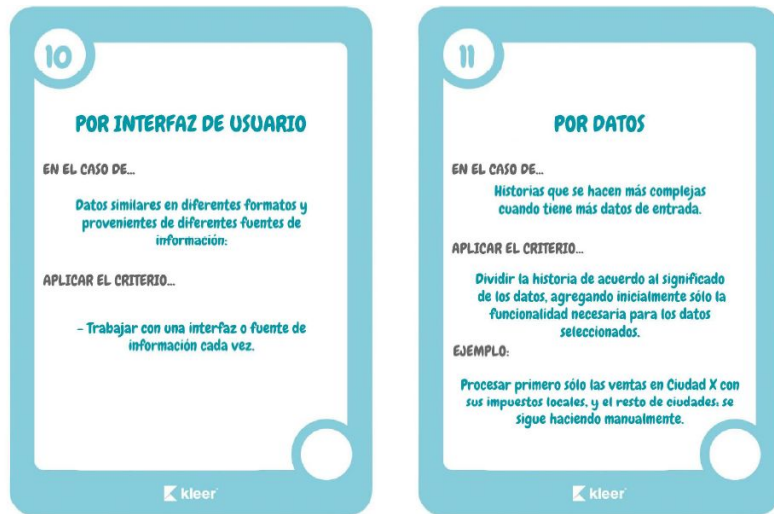 10
POR INTERFAZ DE USUARIO
EN EL CASO DE...
Datos similares en diferentes formatos y
provenientes de diferentes fuentes de
información:
APLICAR EL CRITERIO...
- Trabajar con una interfaz o fuente de
información cada vez.
kleer
11
POR DATOS
EN EL CASO DE...
Historias que se hacen más complejas
cuando tiene más datos de entrada.
APLICAR EL CRITERIO...
Dividir la historia de acuerdo al significado
de los datos, agregando inicialmente sólo la
funcionalidad necesaria para los datos
seleccionados.
EJEMPLO:
Procesar primero sólo las ventas en Ciudad X con
sus impuestos locales, y el resto de ciudades: se
sigue haciendo manualmente.
kleer